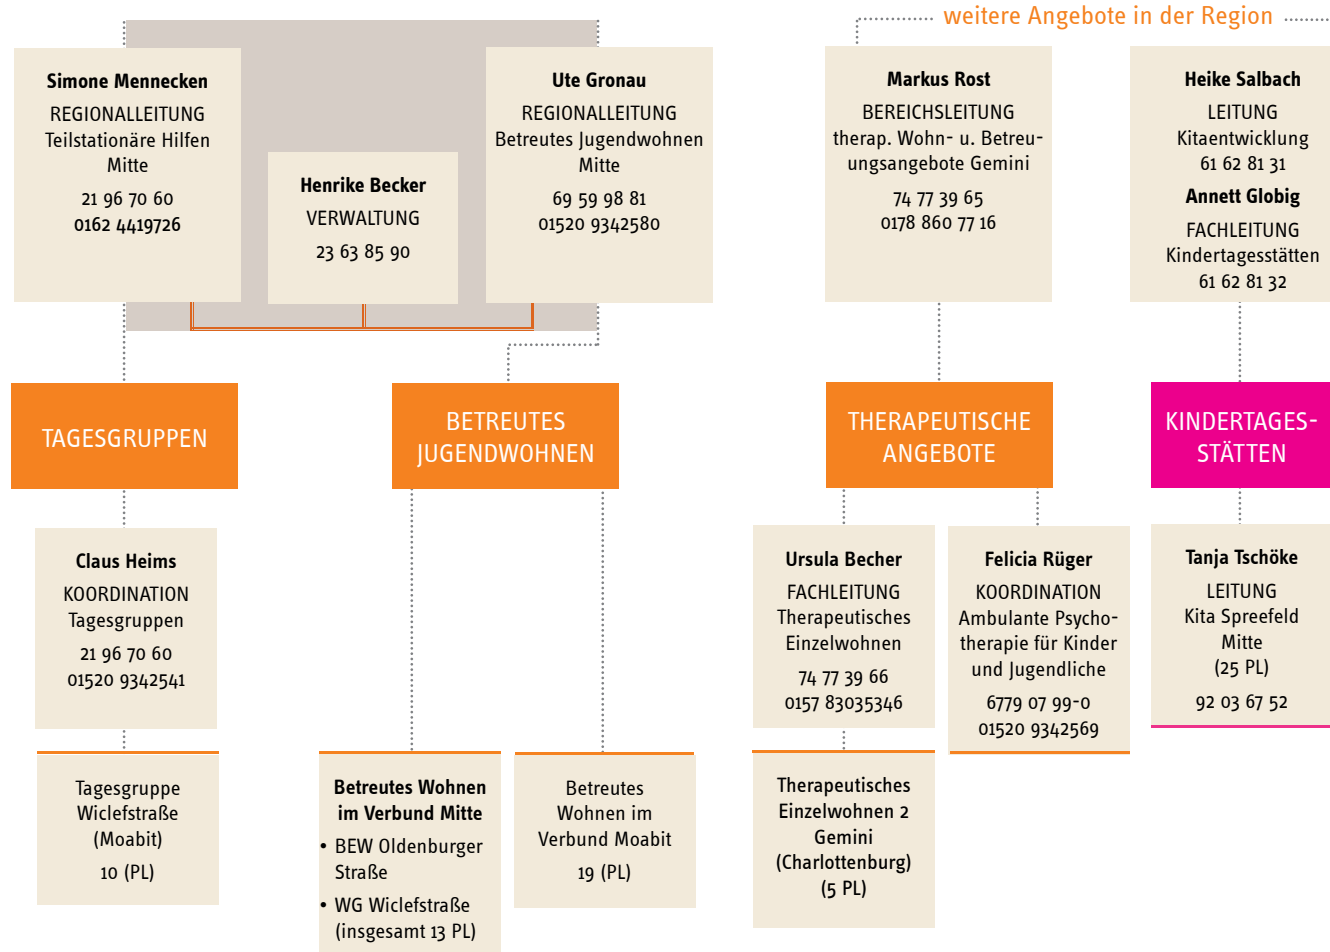 weitere Angebote in der Region
Simone Mennecken
REGIONALLEITUNG
Teilstationäre Hilfen
Mitte
21 96 70 60
0162 4419726
Henrike Becker
VERWALTUNG
23 63 85 90
Ute Gronau
REGIONALLEITUNG
Betreutes Jugendwohnen
Mitte
69 59 98 81
01520 9342580
Markus Rost
BEREICHSLEITUNG
therap. Wohn- u. Betreu-
ungsangebote Gemini
74 77 39 65
0178 860 77 16
Heike Salbach
LEITUNG
Kitaentwicklung
61 62 81 31
Annett Globig
FACHLEITUNG
Kindertagesstätten
61 62 81 32
TAGESGRUPPEN
BETREUTES
JUGENDWOHNEN
THERAPEUTISCHE
ANGEBOTE
KINDERTAGES-
STÄTTEN
Claus Heims
KOORDINATION
Tagesgruppen
21 96 70 60
01520 9342541
Ursula Becher
FACHLEITUNG
Therapeutisches
Einzelwohnen
74 77 39 66
0157 83035346
Felicia Rüger
KOORDINATION
Ambulante Psycho-
therapie für Kinder
und Jugendliche
6779 07 99-0
01520 9342569
Tanja Tschöke
LEITUNG
Kita Spreefeld
Mitte
(25 PL)
92 03 67 52
Tagesgruppe
Wiclefstraße
(Moabit)
10 (PL)
Betreutes Wohnen
im Verbund Mitte
• BEW Oldenburger
Straße
• WG Wiclefstraße
(insgesamt 13 PL)
Betreutes
Wohnen im
Verbund Moabit
19 (PL)
Therapeutisches
Einzelwohnen 2
Gemini
(Charlottenburg)
(5 PL)